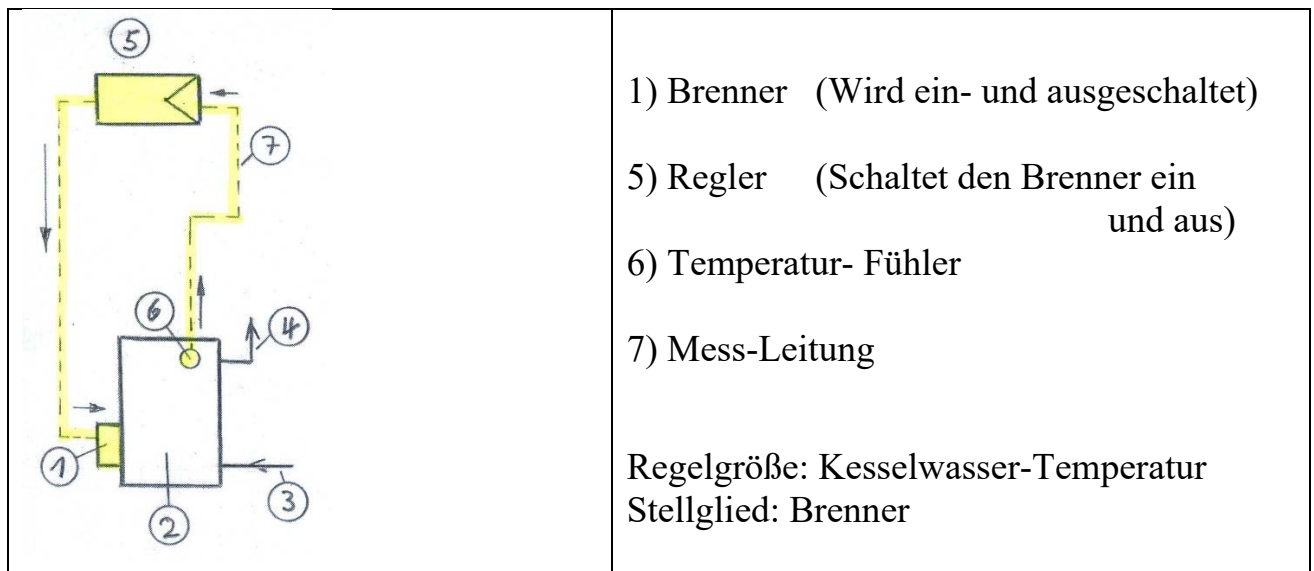 5
7
6
4
1
3
2
1) Brenner (Wird ein- und ausgeschaltet)
5) Regler (Schaltet den Brenner ein
und aus)
6) Temperatur- Fühler
7) Mess-Leitung
Regelgröße: Kesselwasser-Temperatur
Stellglied: Brenner